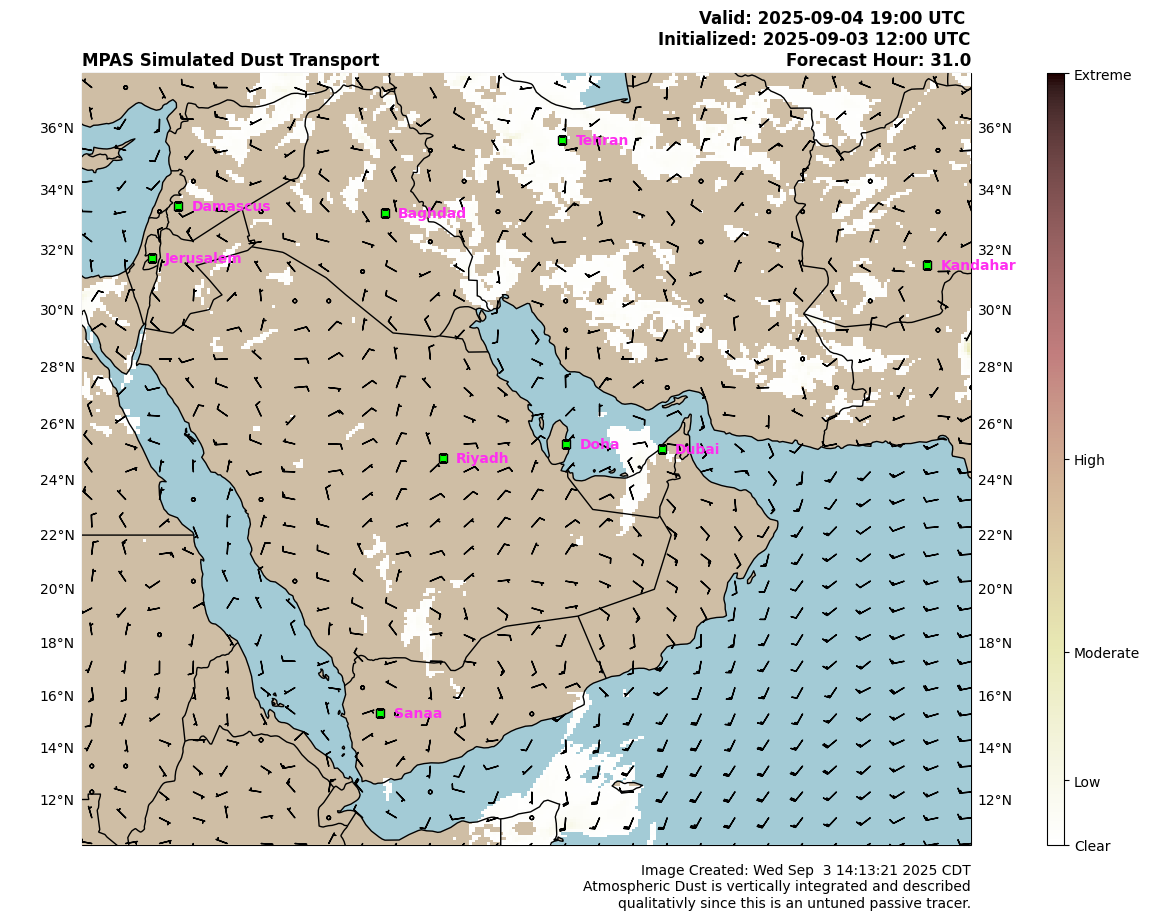 Valid: 2025-09-04 19:00 UTC
Initialized: 2025-09-03 12:00 UTC
MPAS Simulated Dust Transport
Forecast Hour: 31.0
Extreme
36°N
36°N
Tehran
34°N
34°N
Damascus
Baghdad
32°N
32°N
Jerusalem
Kandahar
30°N
30°N
28°N
28°N
26°N
26°N
Doha
Dubai
Riyadh
High
24°N
24°N
22°N
22°N
20°N
20°N
18°N
18°N
Moderate
16°N
16°N
Sanaa
14°N
14°N
Low
12°N
12°N
Clear
Image Created: Wed Sep  3 14:13:21 2025 CDT
Atmospheric Dust is vertically integrated and described
qualitativly since this is an untuned passive tracer.